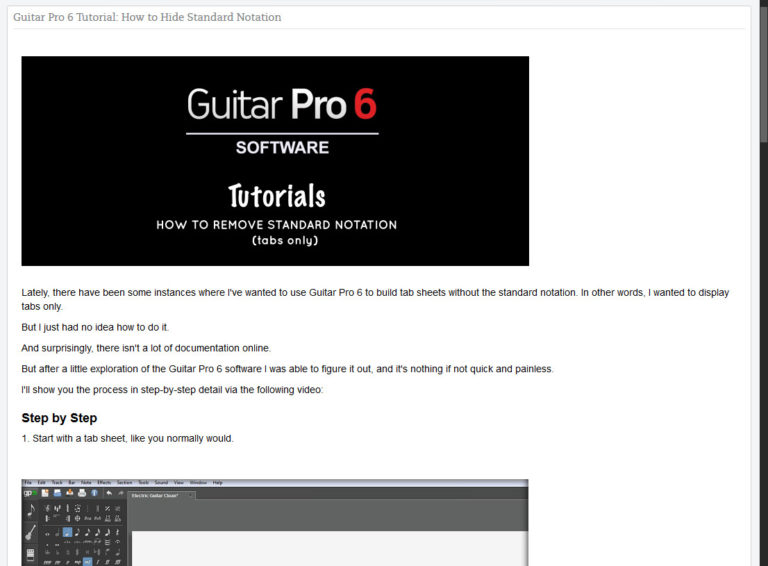 Guitar Pro 6 Tutorial: How to Hide Standard Notation
Guitar Pro 6
SOFTWARE
Tutorials
HOW TO REMOVE STANDARD NOTATION
(tabs only)
Lately, there have been some instances where I've wanted to use Guitar Pro 6 to build tab sheets without the standard notation. In other words, I wanted to display
tabs only.
But I just had no idea how to do it.
And surprisingly, there isn't a lot of documentation online.
But after a little exploration of the Guitar Pro 6 software I was able to figure it out, and it's nothing if not quick and painless.
I'll show you the process in step-by-step detail via the following video:
Step by Step
1. Start with a tab sheet, like you normally would.
File Edit Track Bar Note Effects Section Tools Sound View Window Help
Electric Guitar Clean*